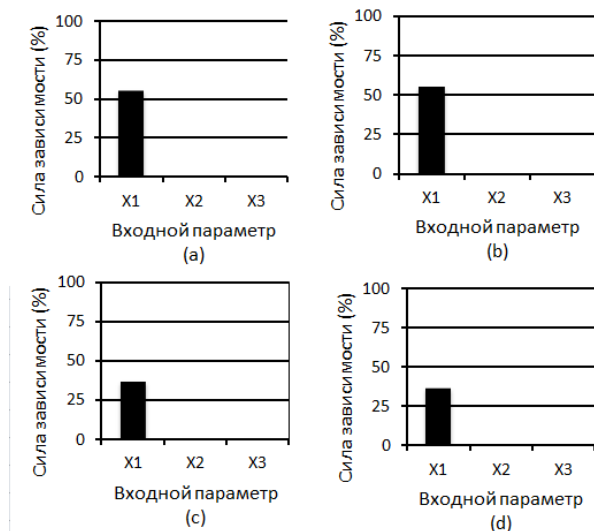 Сила зависимости (%)
100
75
50
25
0
X1 X2 X3
Входной параметр
(a)
Сила зависимости (%)
100
75
50
25
0
X1 X2 X3
Входной параметр
(b)
Сила зависимости (%)
100
75
50
25
0
X1 X2 X3
Входной параметр
(c)
Сила зависимости (%)
100
75
50
25
0
X1 X2 X3
Входной параметр
(d)